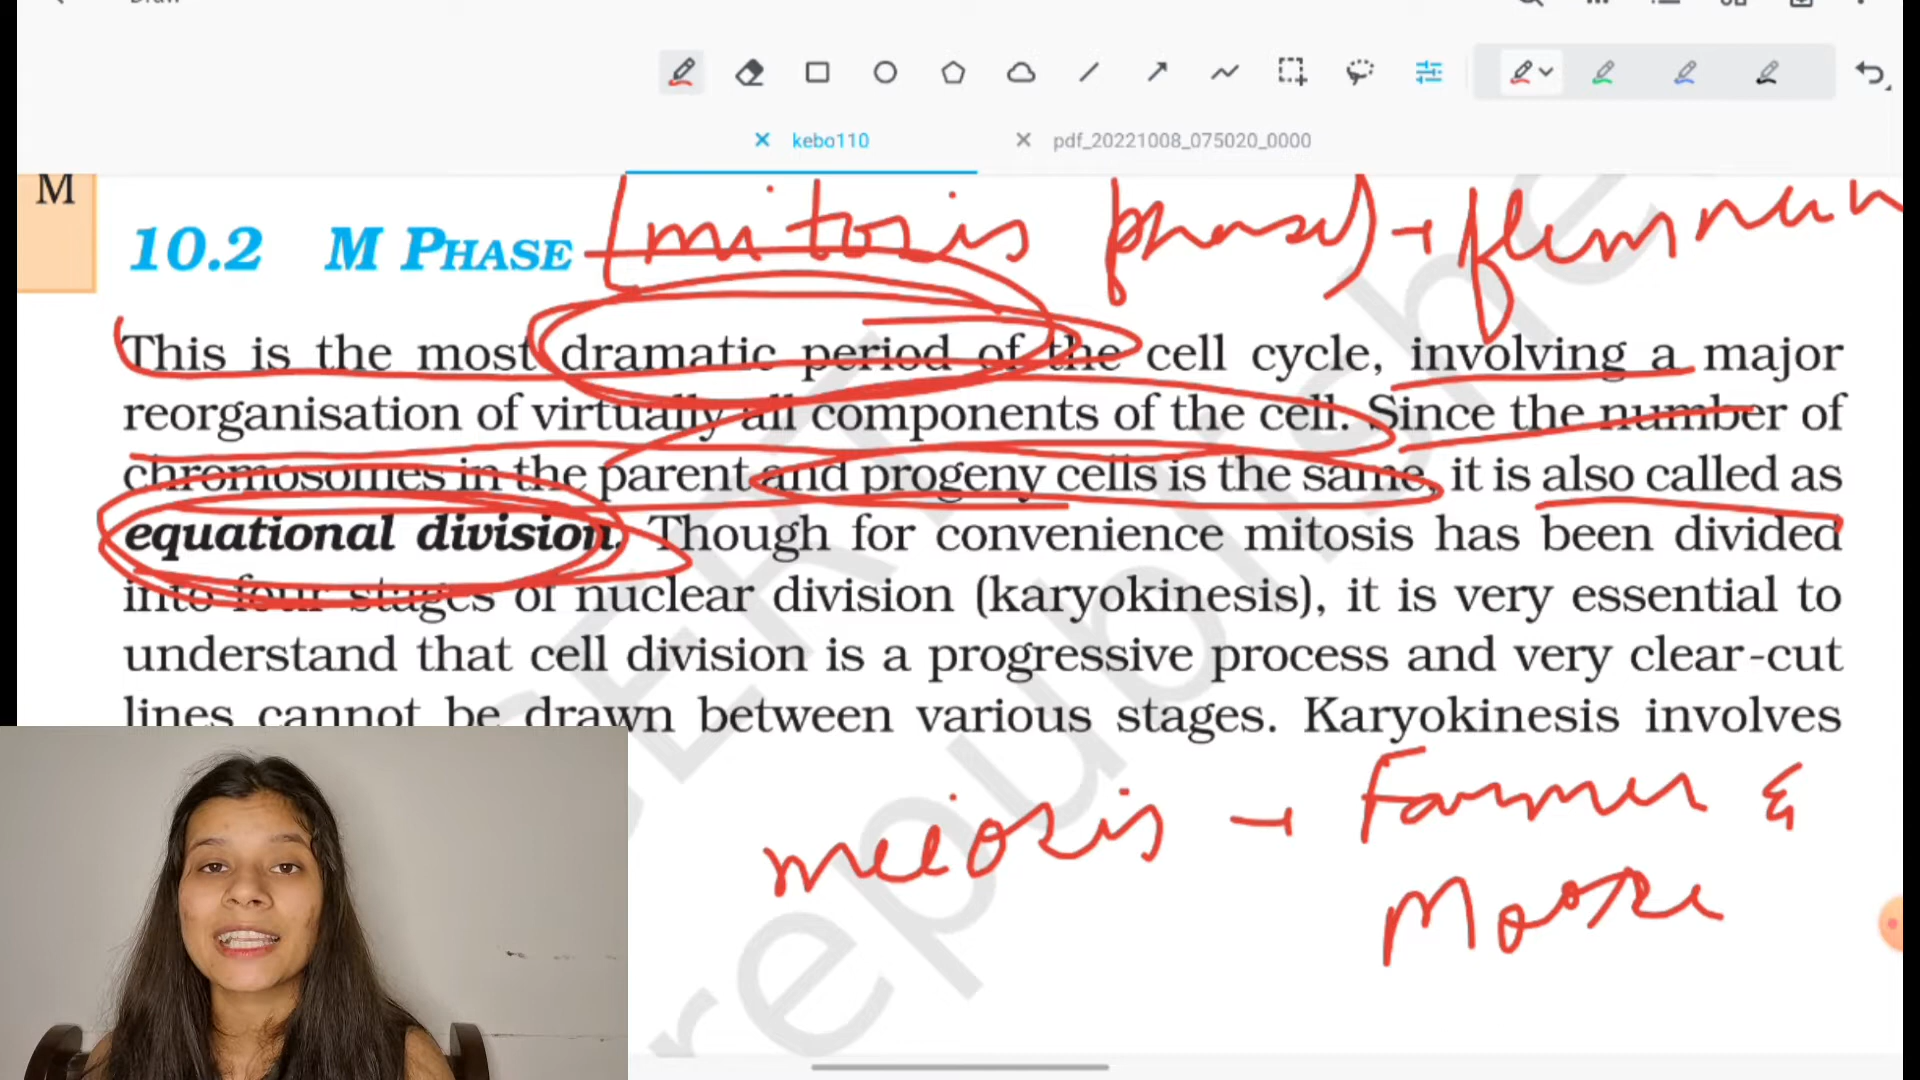 Draw
kebo110 pdf_20221008_075020_0000
M
10.2 M PHASE [mitosis phase) → flemmen
This is the most dramatic period of the cell cycle, involving a major
reorganisation of virtually all components of the cell. Since the number of
chromosomes in the parent and progeny cells is the same, it is also called as
equational division. Though for convenience mitosis has been divided
into four stages of nuclear division (karyokinesis), it is very essential to
understand that cell division is a progressive process and very clear-cut
lines cannot be drawn between various stages. Karyokinesis involves
meiosis → Farmer &
Moore
republishe